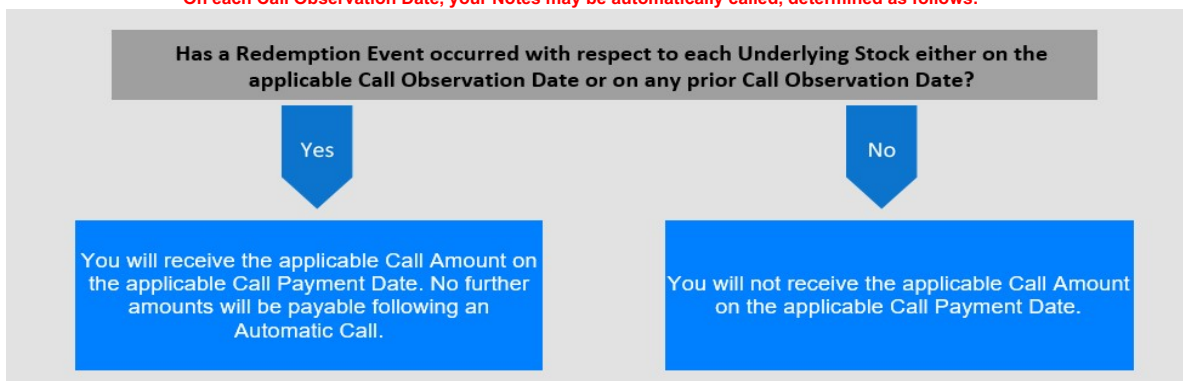 On each Call Observation Date, your Notes may be automatically called, determined as follows:
Has a Redemption Event occurred with respect to each Underlying Stock either on the
applicable Call Observation Date or on any prior Call Observation Date?
Yes
No
You will receive the applicable Call Amount on
the applicable Call Payment Date. No further
amounts will be payable following an
Automatic Call.
You will not receive the applicable Call Amount
on the applicable Call Payment Date.